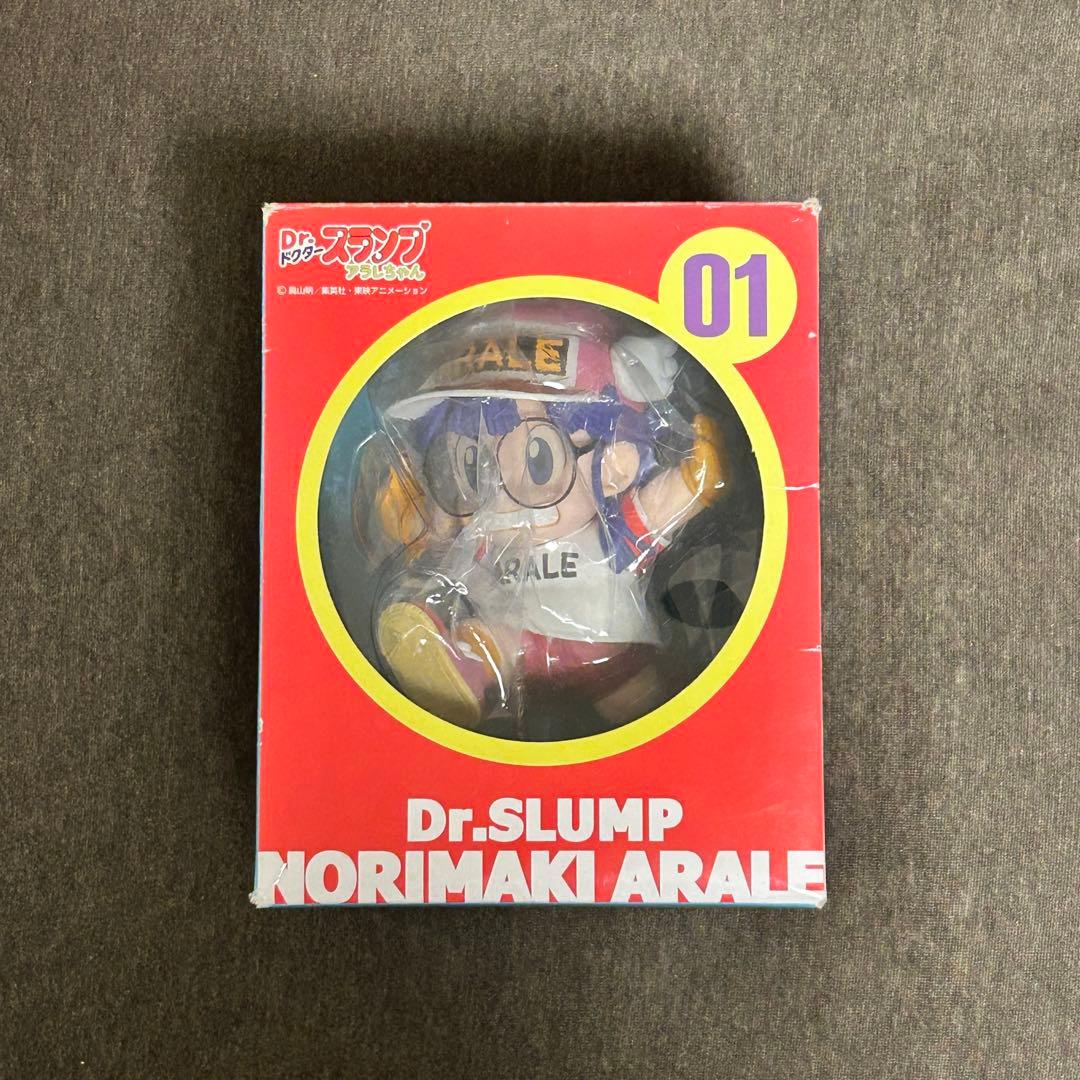 Dr.スランプ
ドクター
アラレちゃん
© 鳥山明／集英社・東映アニメーション
01
RALE
ARALE
Dr.SLUMP
NORIMAKI ARALE